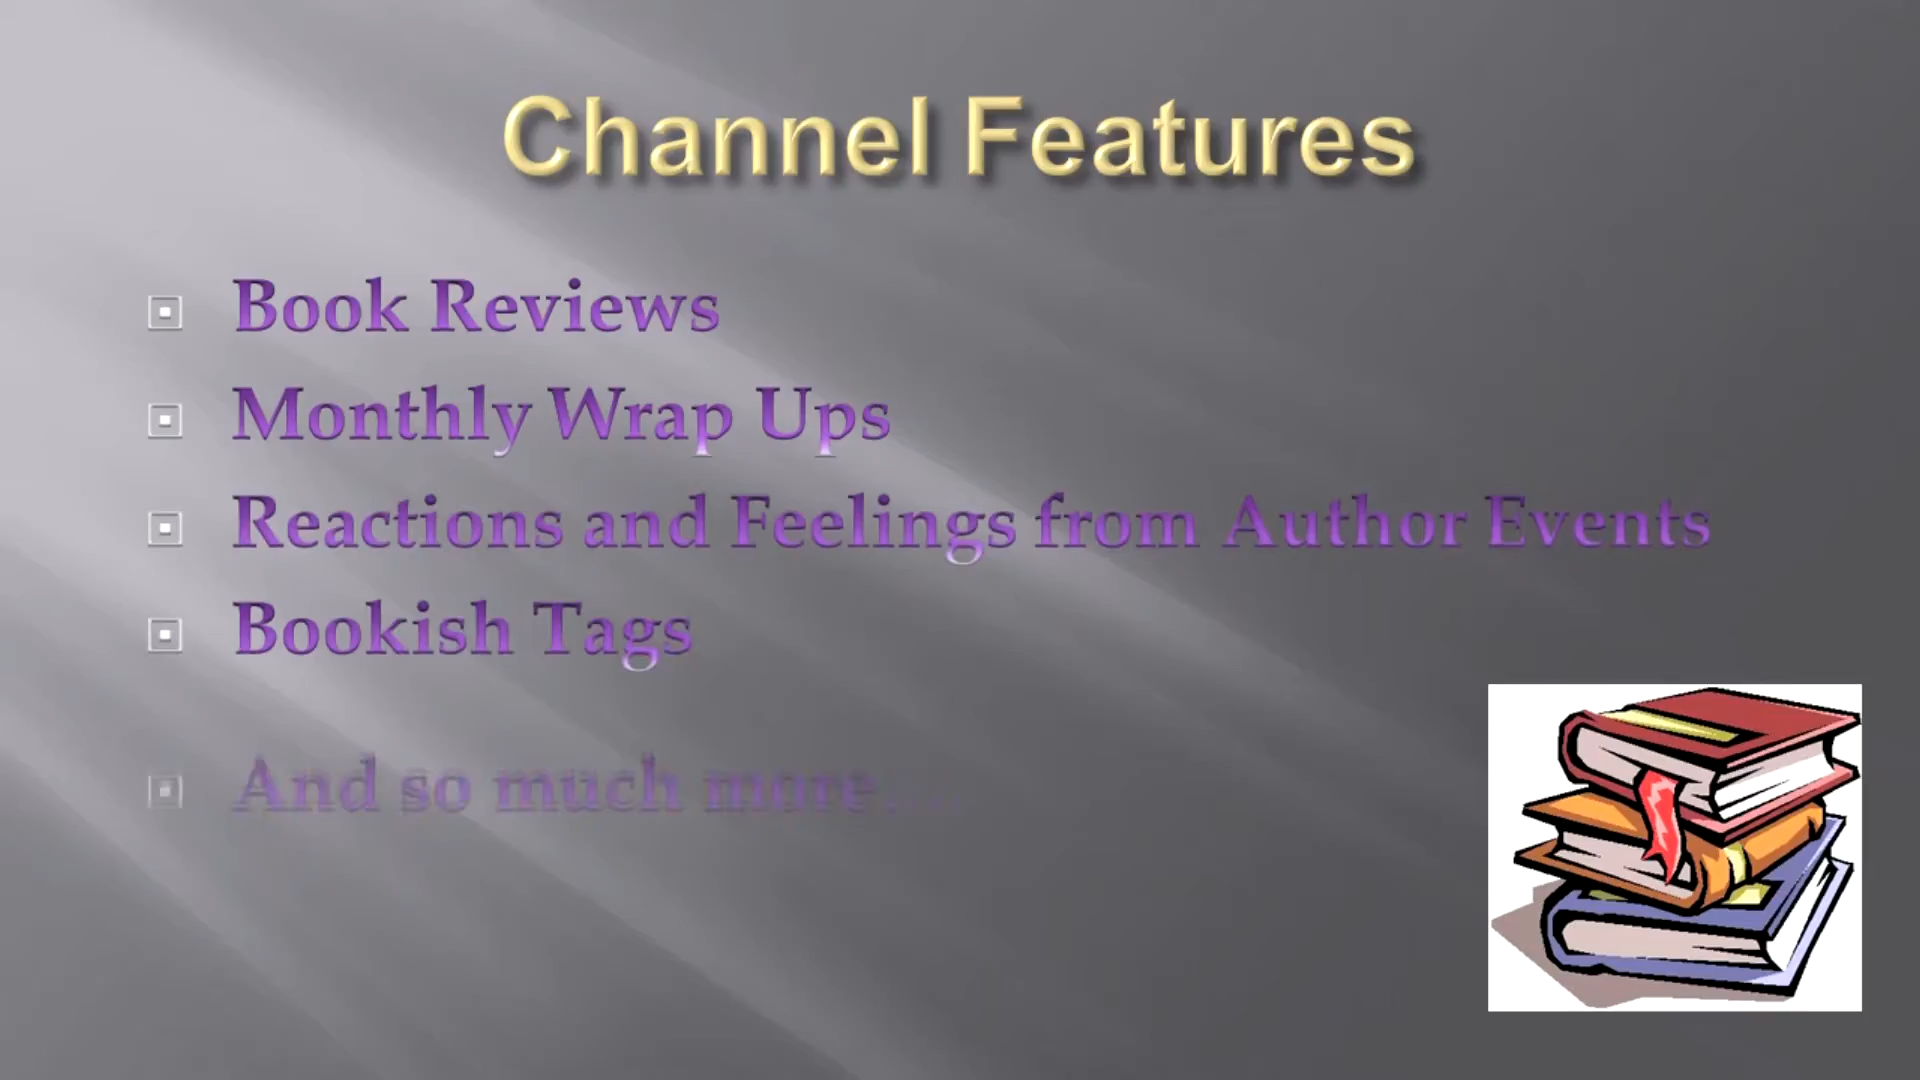 Channel Features
Book Reviews
Monthly Wrap Ups
Reactions and Feelings from Author Events
Bookish Tags
And so much more…